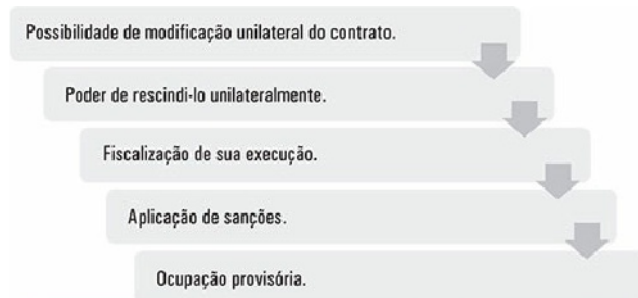 Possibilidade de modificação unilateral do contrato.
Poder de rescindi-lo unilateralmente.
Fiscalização de sua execução.
Aplicação de sanções.
Ocupação provisória.